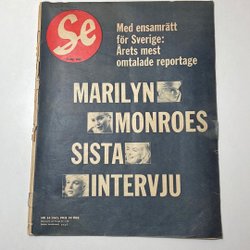 Se
Med ensamrätt
för Sverige:
Årets mest
omtalade reportage
MARILYN
MONROES
SISTA
INTERVJU